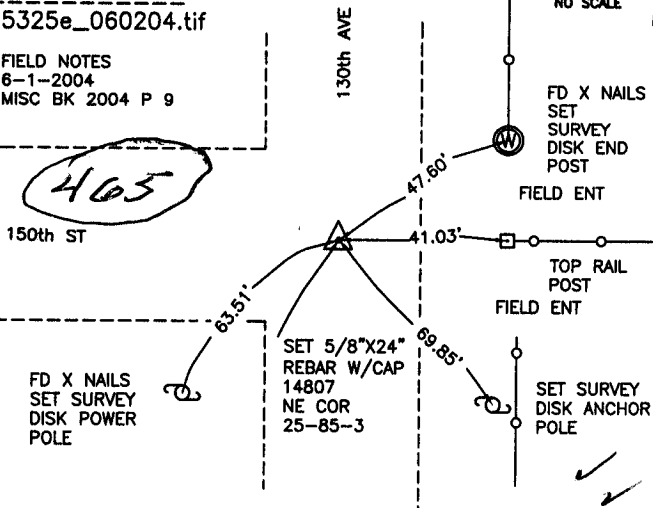 5325e_060204.tif
NO SCALE
FIELD NOTES
6-1-2004
MISC BK 2004 P 9
130th AVE
FD X NAILS
SET
SURVEY
DISK END
POST
W
47.60'
465
FIELD ENT
150th ST
41.03'
TOP RAIL
POST
FIELD ENT
63.51'
69.85'
SET 5/8"X24"
REBAR W/CAP
14807
NE COR
25-85-3
FD X NAILS
SET SURVEY
DISK POWER
POLE
SET SURVEY
DISK ANCHOR
POLE